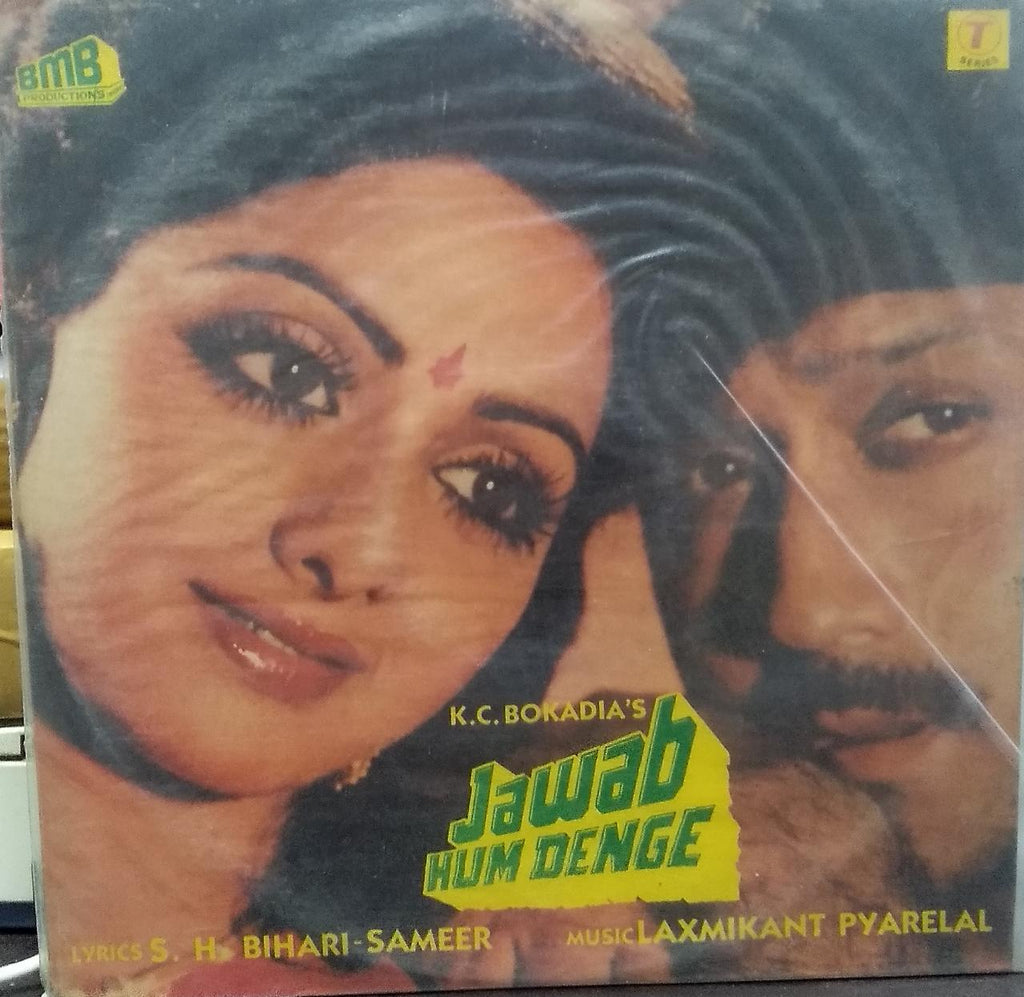 BMB
PRODUCTIONS
T
SERIES
K.C. BOKADIA'S
Jawab
HUM DENGE
LYRICS S. H. BIHARI-SAMEER
MUSIC LAXMIKANT PYARELAL